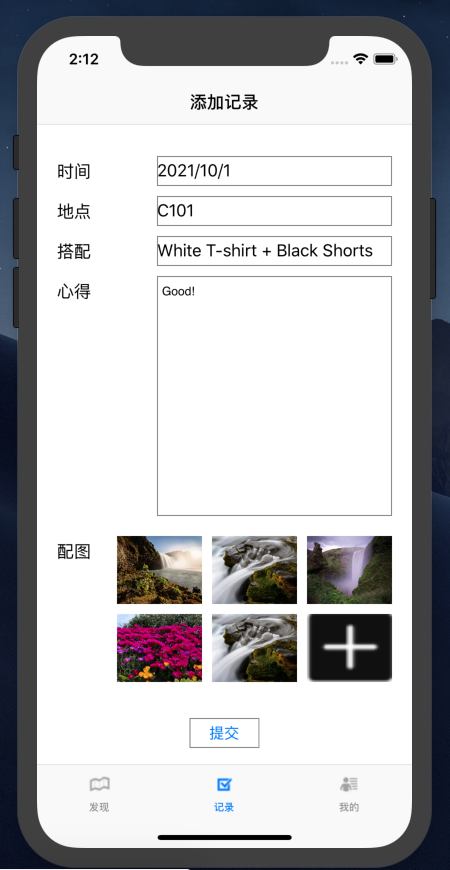 2:12
添加记录
时间
2021/10/1
地点
C101
搭配
White T-shirt + Black Shorts
心得
Good!
配图
提交
发现
记录
我的